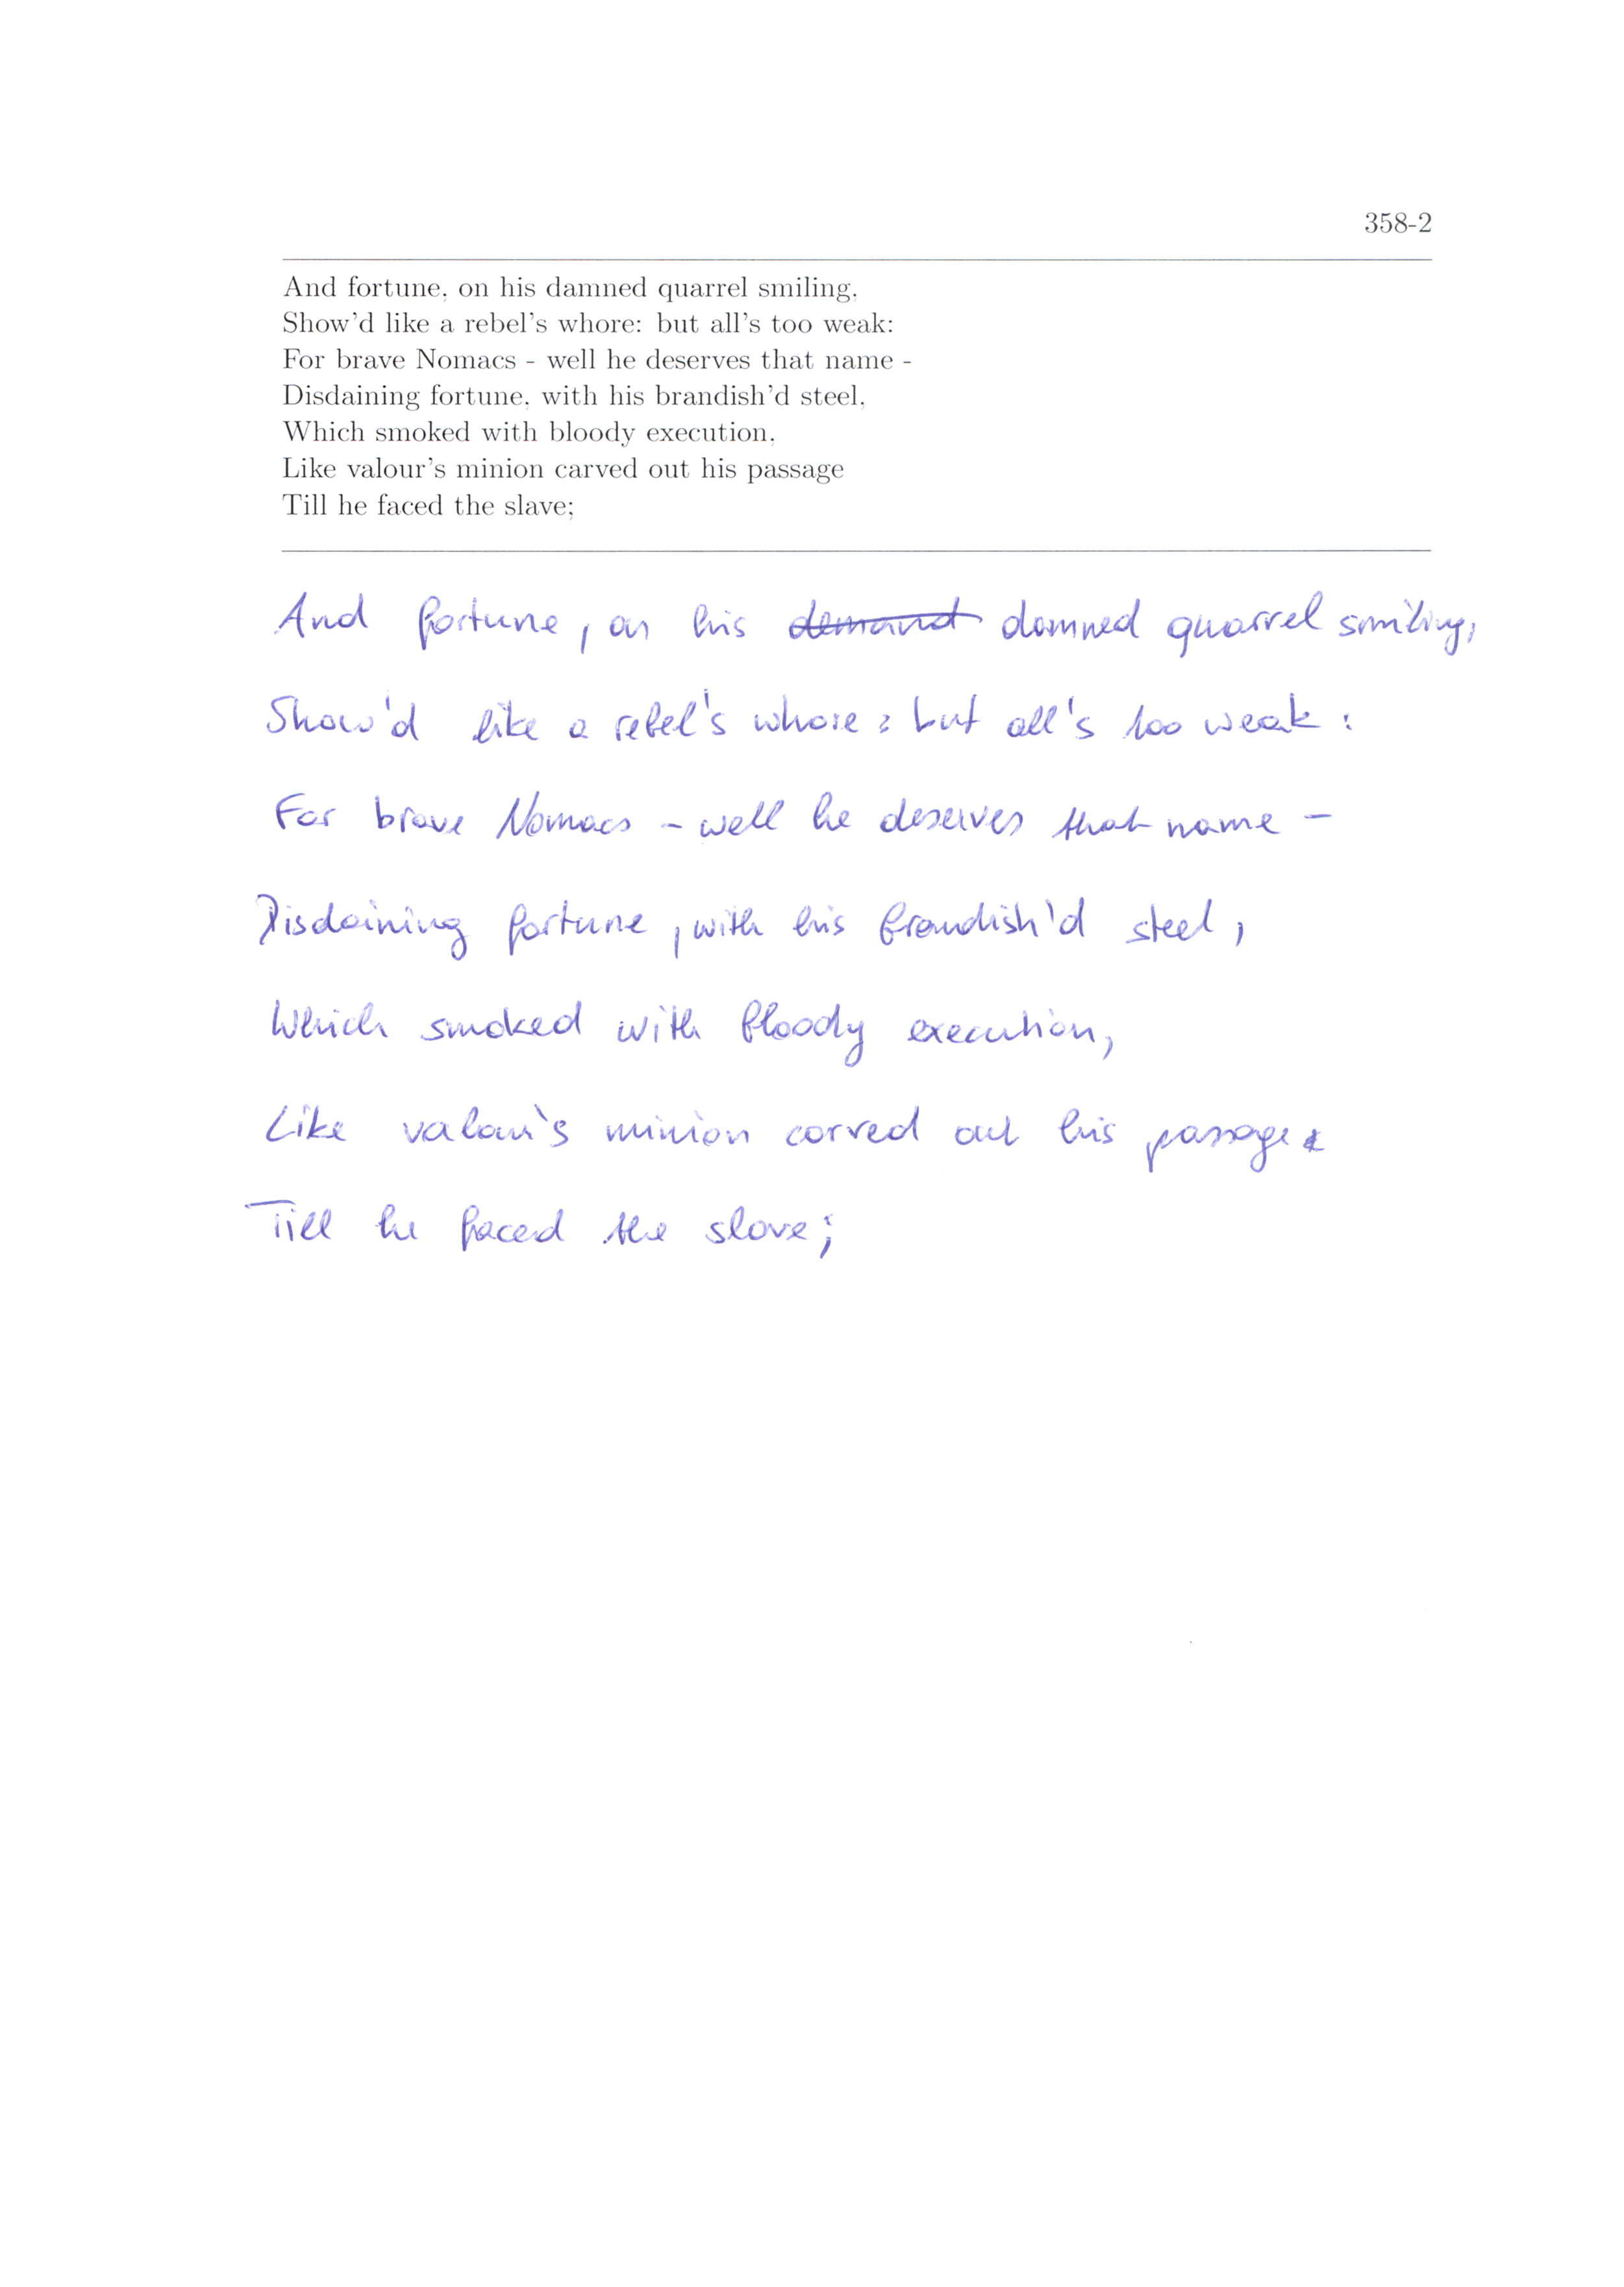 358-2
And fortune, on his damned quarrel smiling,
Show'd like a rebel's whore: but all's too weak:
For brave Nomacs - well he deserves that name -
Disdaining fortune, with his brandish'd steel,
Which smoked with bloody execution,
Like valour's minion carved out his passage
Till he faced the slave;
And fortune, on his demand damned quarrel smiling,
Show'd like a rebel's whore: but all's too weak:
For brave Nomacs - well he deserves that name -
Disdaining fortune, with his brandish'd steel,
Which smoked with bloody execution,
Like valour's minion carved out his passage
Till he faced the slave;